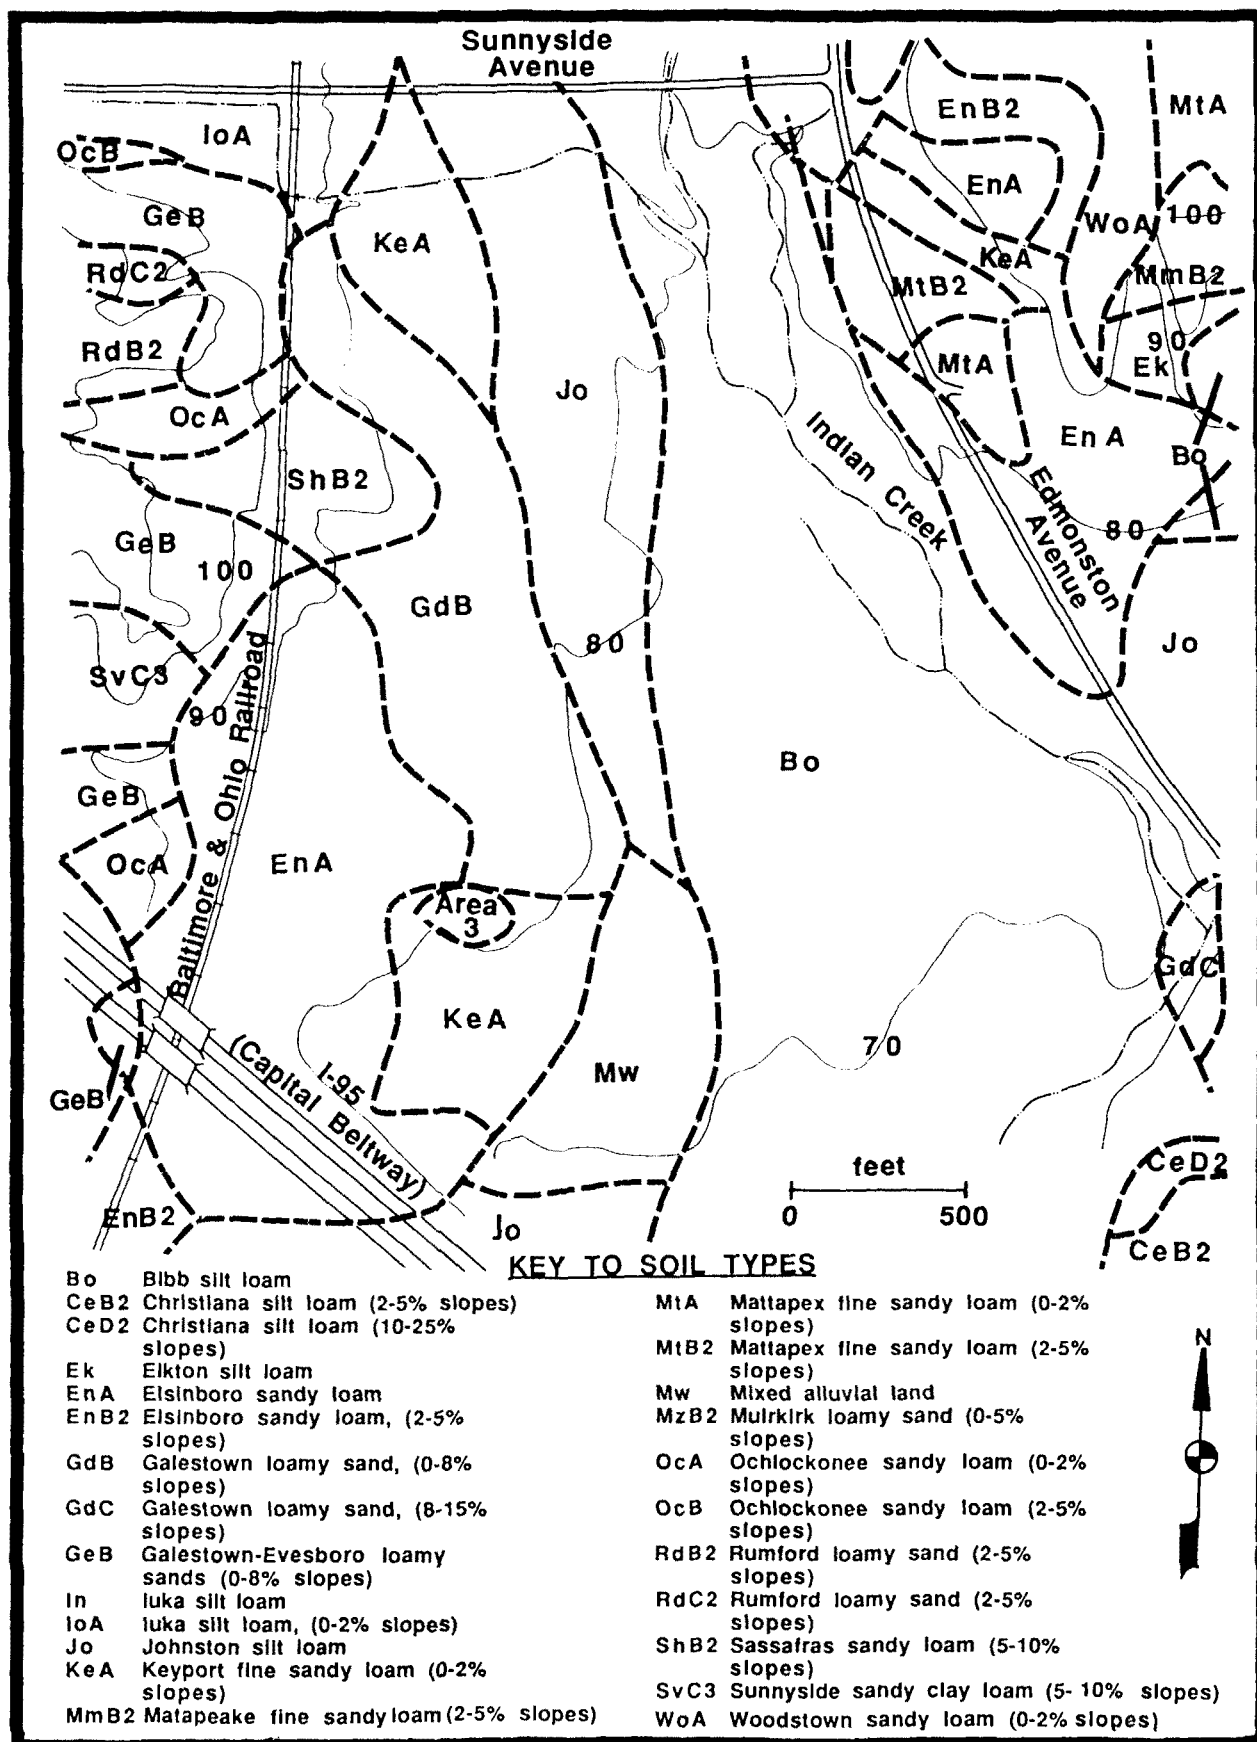 Sunnyside
Avenue
IoA
OcB
EnB2
MtA
EnA
GeB
KeA
WoA
100
RdC2
KeA
MmB2
MtB2
RdB2
90
Jo
MtA
Ek
OcA
Indian Creek
EnA
Bo
ShB2
Edmonston
Avenue
80
GeB
100
GdB
80
Jo
SvC3
90
Baltimore & Ohio Railroad
Bo
GeB
OcA
EnA
Area
3
GdC
KeA
70
Mw
I-95
(Capital Beltway)
GeB
feet
0 500
CeD2
EnB2
Jo
CeB2
KEY TO SOIL TYPES
Bo Bibb silt loam
CeB2 Christiana silt loam (2-5% slopes)
CeD2 Christiana silt loam (10-25%
slopes)
Ek Elkton silt loam
EnA Elsinboro sandy loam
EnB2 Elsinboro sandy loam, (2-5%
slopes)
GdB Galestown loamy sand, (0-8%
slopes)
GdC Galestown loamy sand, (8-15%
slopes)
GeB Galestown-Evesboro loamy
sands (0-8% slopes)
In Iuka silt loam
IoA Iuka silt loam, (0-2% slopes)
Jo Johnston silt loam
KeA Keyport fine sandy loam (0-2%
slopes)
MmB2 Matapeake fine sandy loam (2-5% slopes)
MtA Mattapex fine sandy loam (0-2%
slopes)
MtB2 Mattapex fine sandy loam (2-5%
slopes)
Mw Mixed alluvial land
MzB2 Muirkirk loamy sand (0-5%
slopes)
OcA Ochlockonee sandy loam (0-2%
slopes)
OcB Ochlockonee sandy loam (2-5%
slopes)
RdB2 Rumford loamy sand (2-5%
slopes)
RdC2 Rumford loamy sand (2-5%
slopes)
ShB2 Sassafras sandy loam (5-10%
slopes)
SvC3 Sunnyside sandy clay loam (5-10% slopes)
WoA Woodstown sandy loam (0-2% slopes)
N